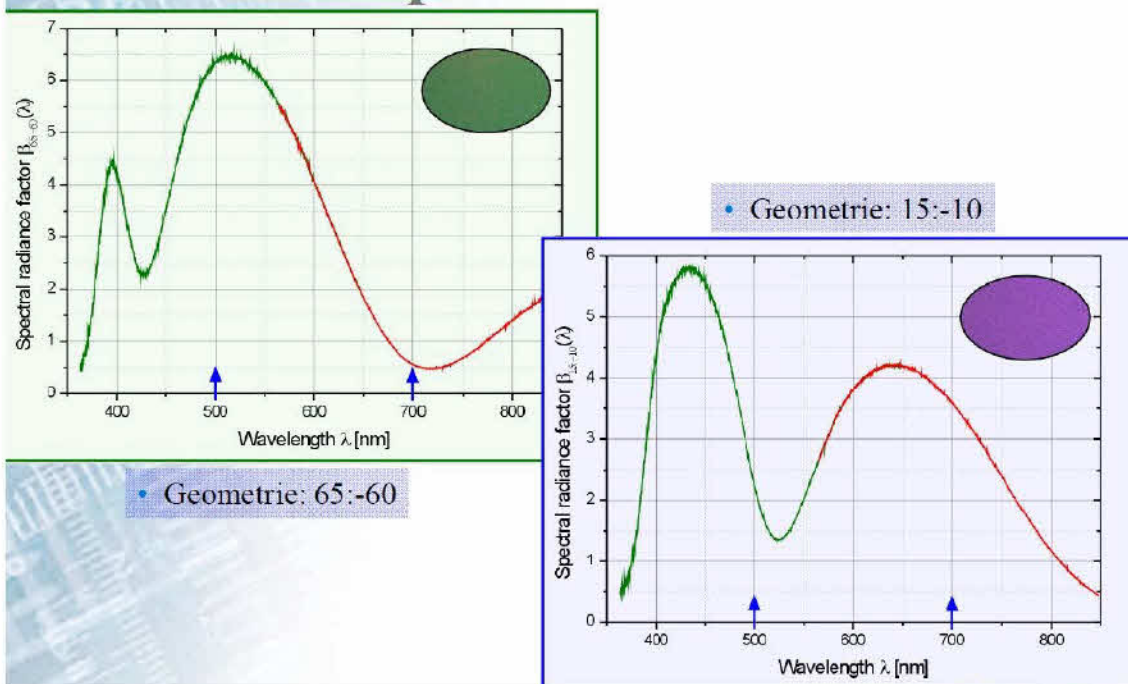 7
6
5
4
3
2
1
0
Spectral radiance factor β65:-60(λ)
400 500 600 700 800
Wavelength λ [nm]
• Geometrie: 65:-60
• Geometrie: 15:-10
6
5
4
3
2
1
0
Spectral radiance factor β15:-10(λ)
400 500 600 700 800
Wavelength λ [nm]